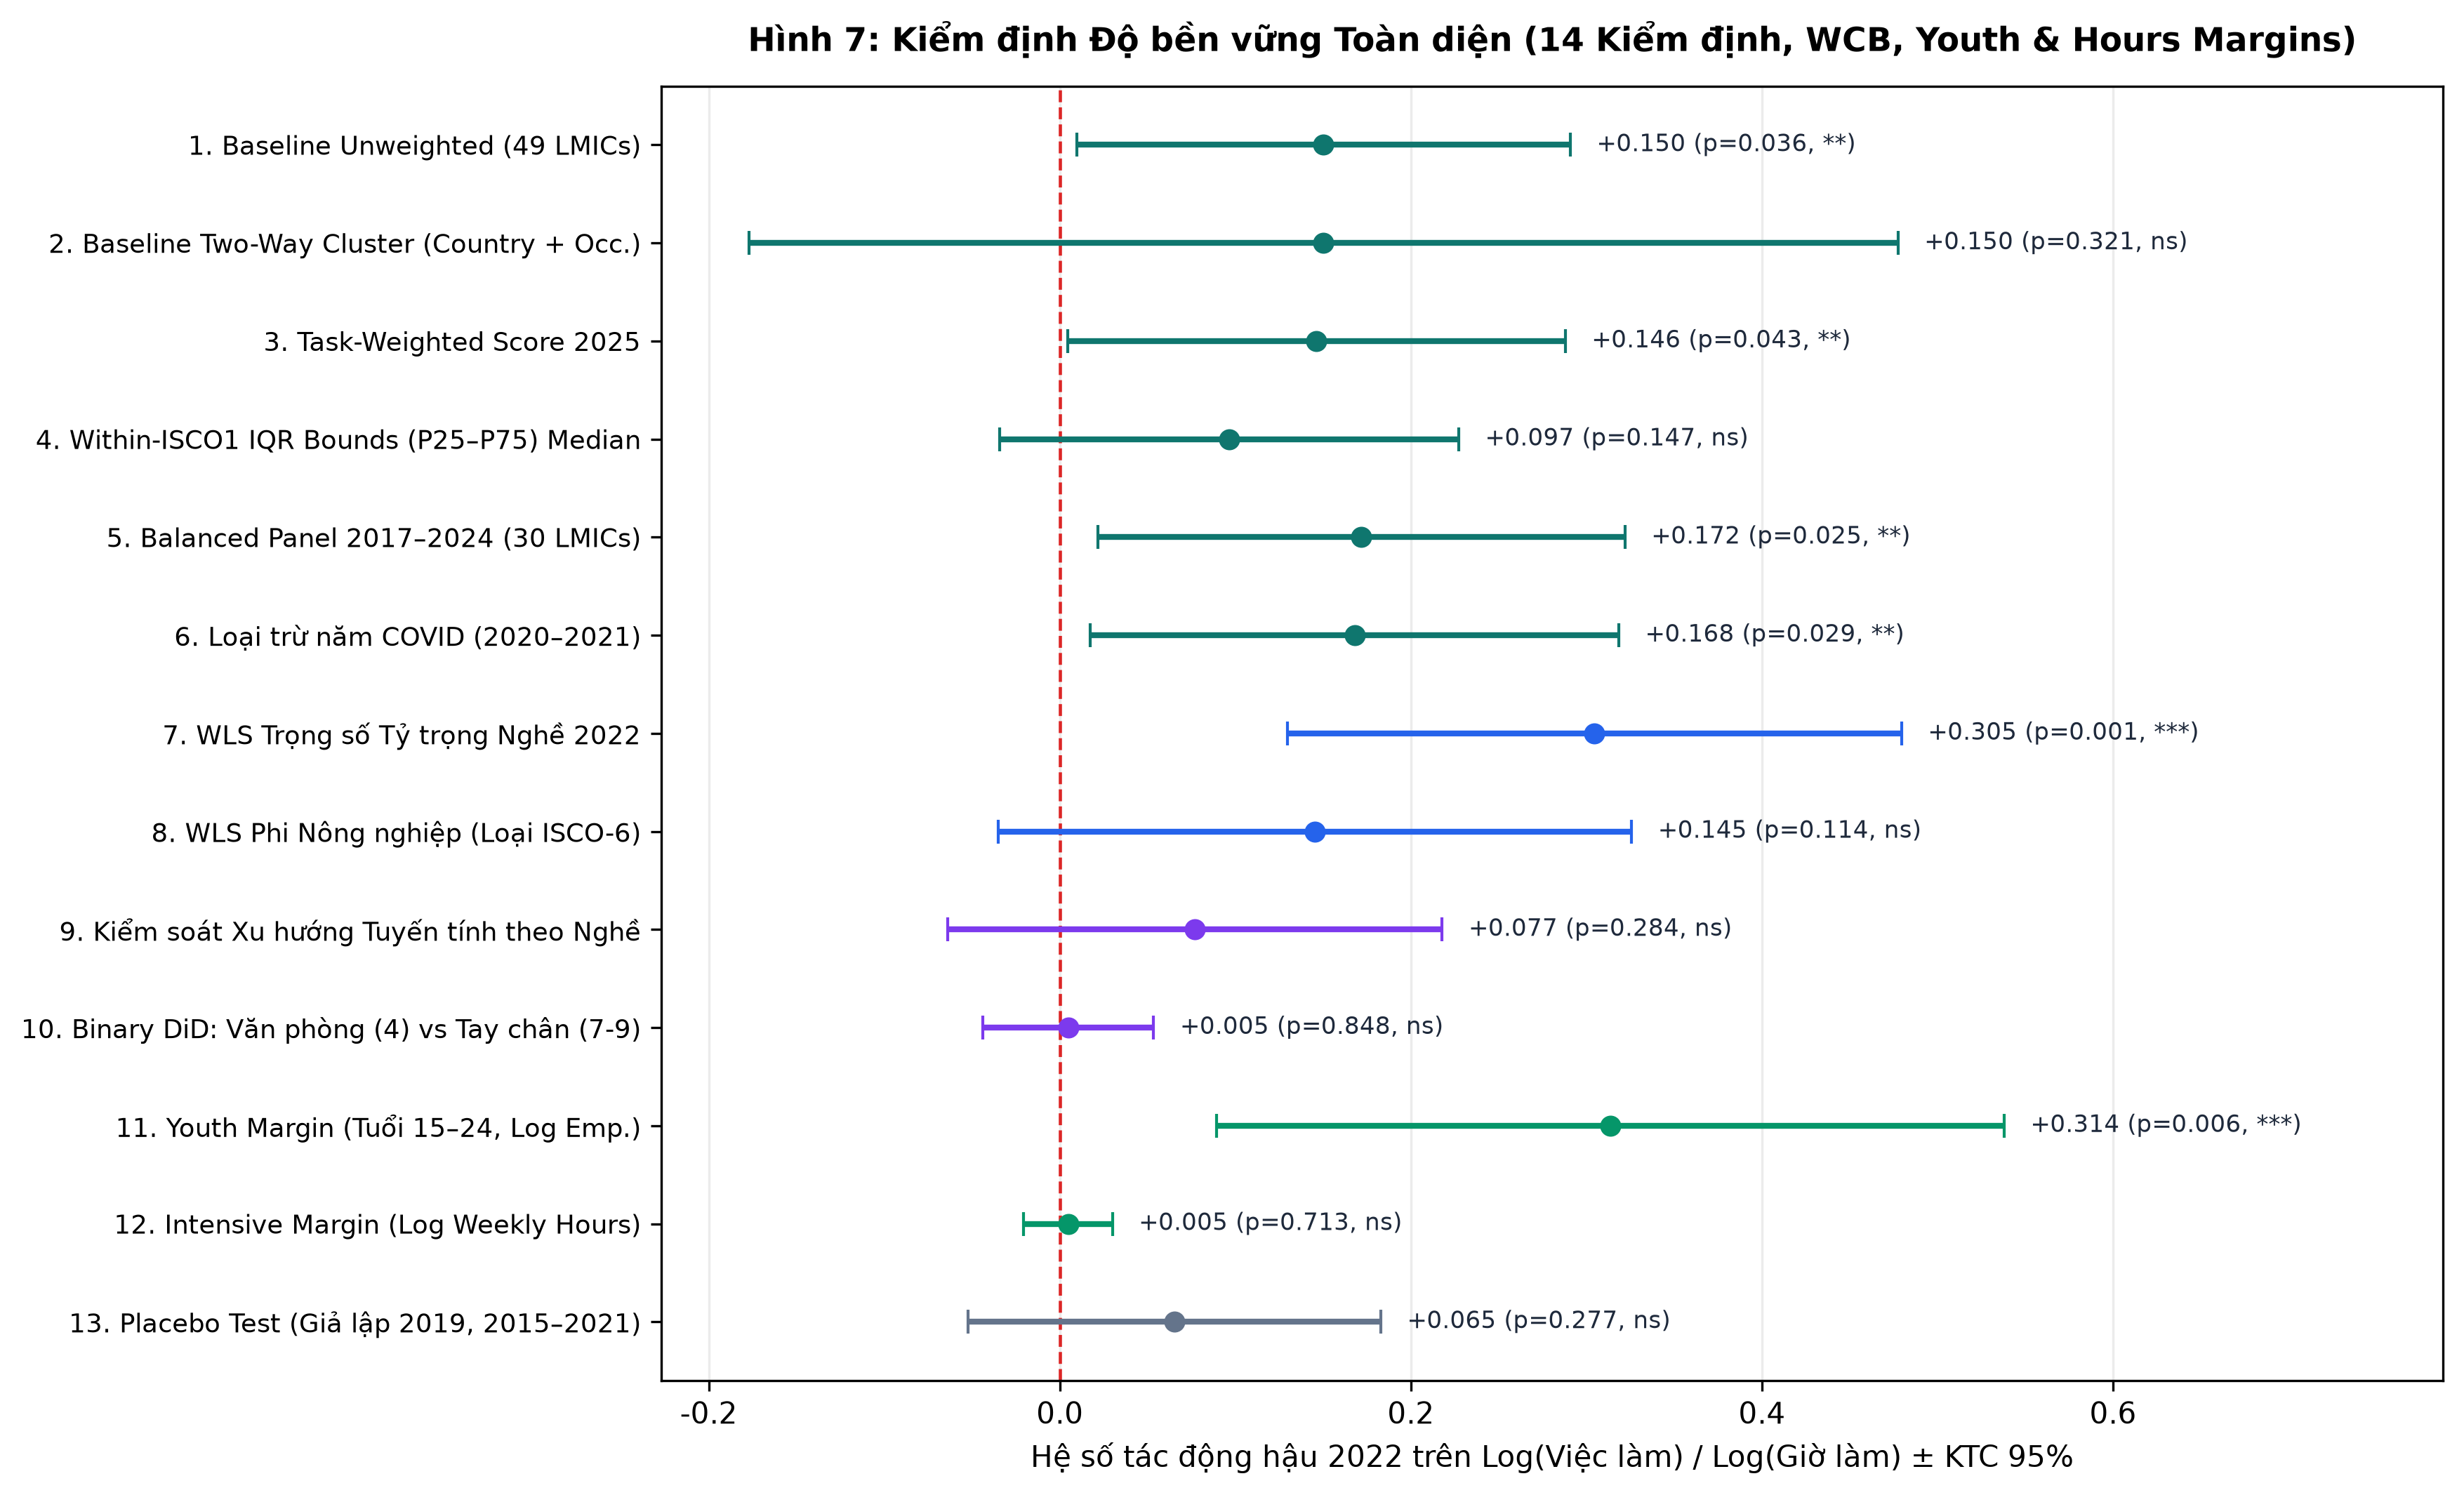 Hình 7: Kiểm định Độ bền vững Toàn diện (14 Kiểm định, WCB, Youth & Hours Margins)
1. Baseline Unweighted (49 LMICs)
+0.150 (p=0.036, **)
2. Baseline Two-Way Cluster (Country + Occ.)
+0.150 (p=0.321, ns)
3. Task-Weighted Score 2025
+0.146 (p=0.043, **)
4. Within-ISCO1 IQR Bounds (P25–P75) Median
+0.097 (p=0.147, ns)
5. Balanced Panel 2017–2024 (30 LMICs)
+0.172 (p=0.025, **)
6. Loại trừ năm COVID (2020–2021)
+0.168 (p=0.029, **)
7. WLS Trọng số Tỷ trọng Nghề 2022
+0.305 (p=0.001, ***)
8. WLS Phi Nông nghiệp (Loại ISCO-6)
+0.145 (p=0.114, ns)
9. Kiểm soát Xu hướng Tuyến tính theo Nghề
+0.077 (p=0.284, ns)
10. Binary DiD: Văn phòng (4) vs Tay chân (7-9)
+0.005 (p=0.848, ns)
11. Youth Margin (Tuổi 15–24, Log Emp.)
+0.314 (p=0.006, ***)
12. Intensive Margin (Log Weekly Hours)
+0.005 (p=0.713, ns)
13. Placebo Test (Giả lập 2019, 2015–2021)
+0.065 (p=0.277, ns)
-0.2 0.0 0.2 0.4 0.6
Hệ số tác động hậu 2022 trên Log(Việc làm) / Log(Giờ làm) ± KTC 95%